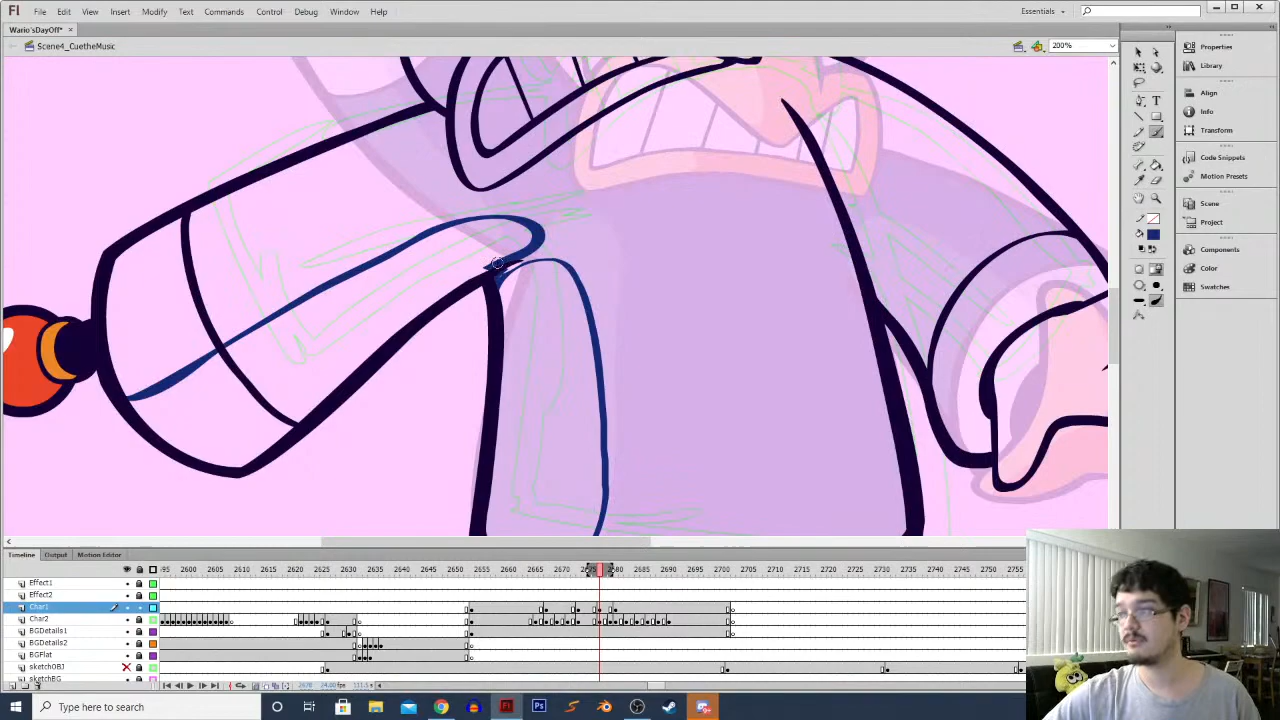 Fl File Edit View Insert Modify Text Commands Control Debug Window Help Essentials
Wario'sDayOff* ×
Scene4_CuetheMusic 200%
Properties
Library
Align
Info
Transform
Code Snippets
Motion Presets
Scene
Project
Components
Color
Swatches
Timeline Output Motion Editor
2600 2605 2610 2615 2620 2625 2630 2635 2640 2645 2650 2655 2660 2665 2670 2680 2685 2690 2695 2700 2705 2710 2715 2720 2725 2730 2735 2740 2745 2750 2755
Effect1
Effect2
Char1
Char2
BGDetails1
BGDetails2
BGFlat
sketchOBJ
sketchBG
Type here to search